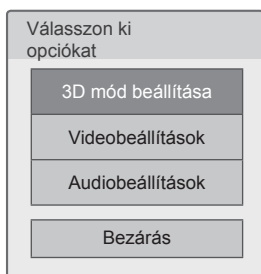 Válasszon ki
opciókat
3D mód beállítása
Videobeállítások
Audiobeállítások
Bezárás